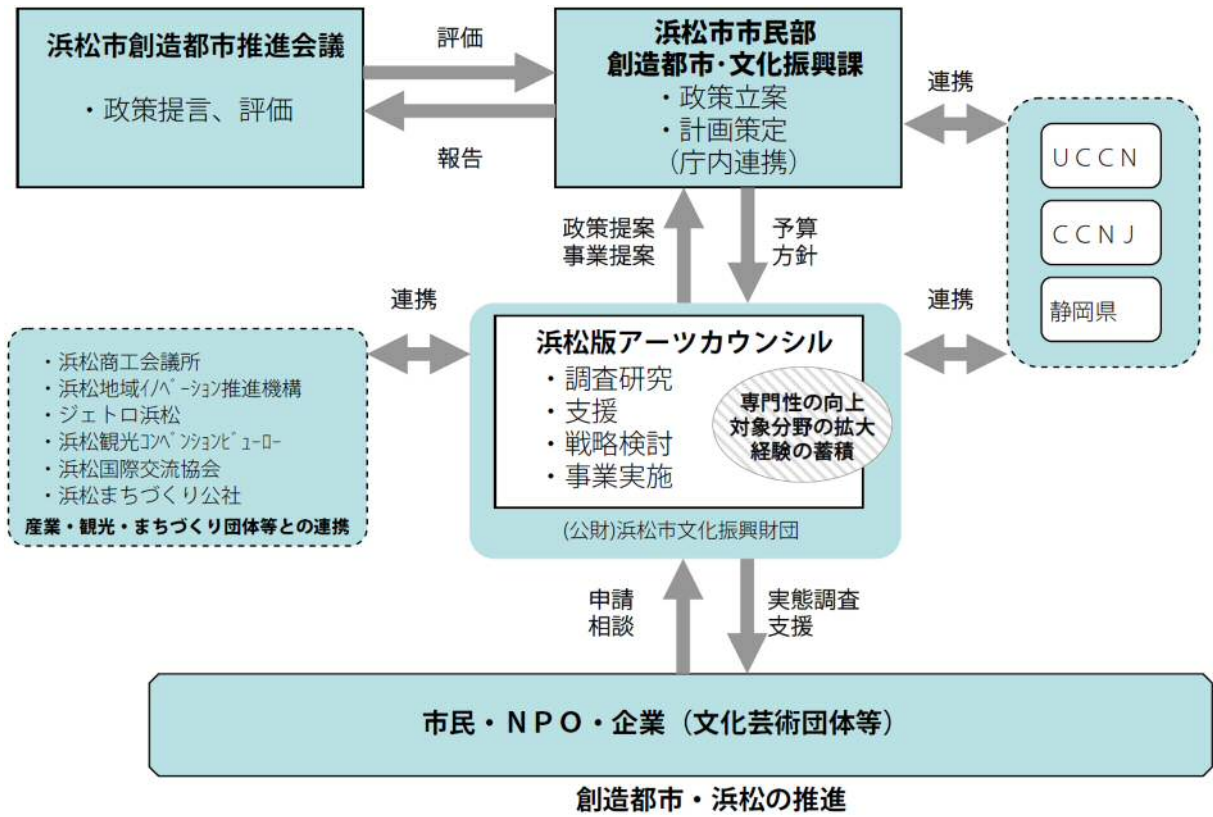 浜松市創造都市推進会議
・政策提言、評価
評価
報告
浜松市市民部
創造都市・文化振興課
・政策立案
・計画策定
(庁内連携)
連携
ＵＣＣＮ
ＣＣＮＪ
静岡県
政策提案
事業提案
予算
方針
連携
連携
・浜松商工会議所
・浜松地域ｲﾉﾍﾞｰｼｮﾝ推進機構
・ジェトロ浜松
・浜松観光ｺﾝﾍﾞﾝｼｮﾝﾋﾞｭｰﾛｰ
・浜松国際交流協会
・浜松まちづくり公社
産業・観光・まちづくり団体等との連携
浜松版アーツカウンシル
・調査研究
・支援
・戦略検討
・事業実施
専門性の向上
対象分野の拡大
経験の蓄積
(公財)浜松市文化振興財団
申請
相談
実態調査
支援
市民・ＮＰＯ・企業（文化芸術団体等）
創造都市・浜松の推進